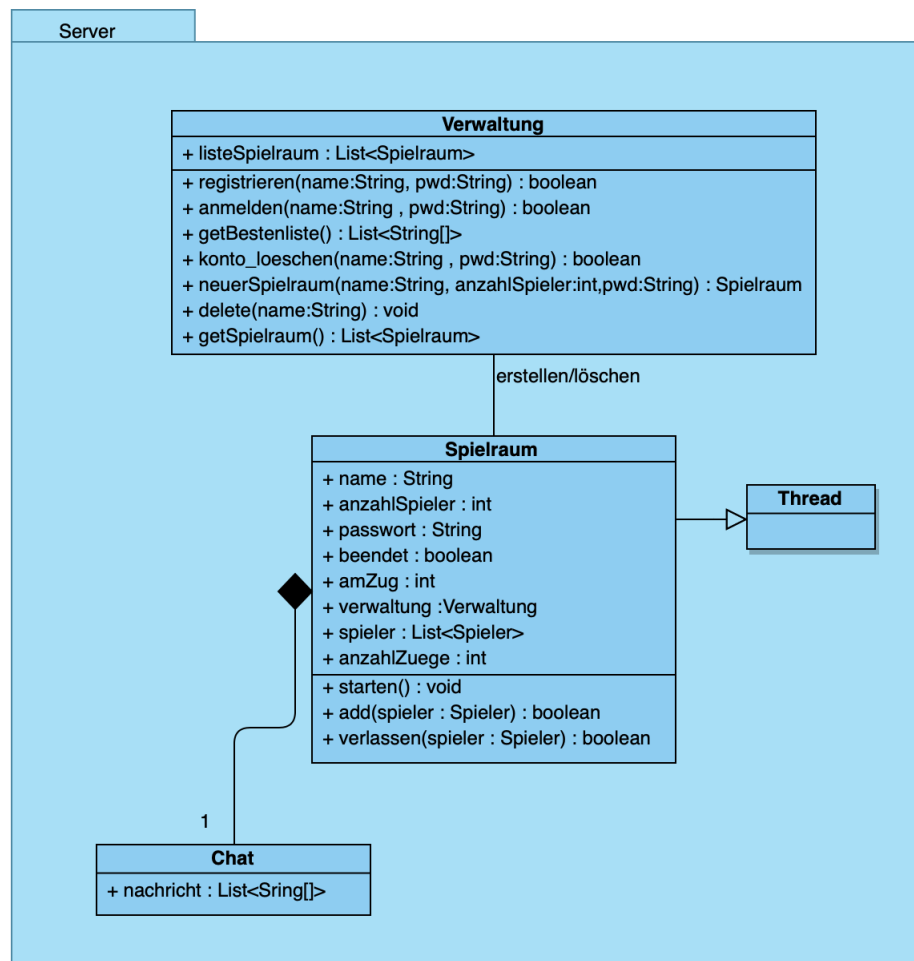 Server
Verwaltung
+ listeSpielraum : List<Spielraum>
+ registrieren(name:String, pwd:String) : boolean
+ anmelden(name:String , pwd:String) : boolean
+ getBestenliste() : List<String[]>
+ konto_loeschen(name:String , pwd:String) : boolean
+ neuerSpielraum(name:String, anzahlSpieler:int,pwd:String) : Spielraum
+ delete(name:String) : void
+ getSpielraum() : List<Spielraum>
erstellen/löschen
Spielraum
+ name : String
+ anzahlSpieler : int
+ passwort : String
+ beendet : boolean
+ amZug : int
+ verwaltung :Verwaltung
+ spieler : List<Spieler>
+ anzahlZuege : int
+ starten() : void
+ add(spieler : Spieler) : boolean
+ verlassen(spieler : Spieler) : boolean
Thread
1
Chat
+ nachricht : List<Sring[]>